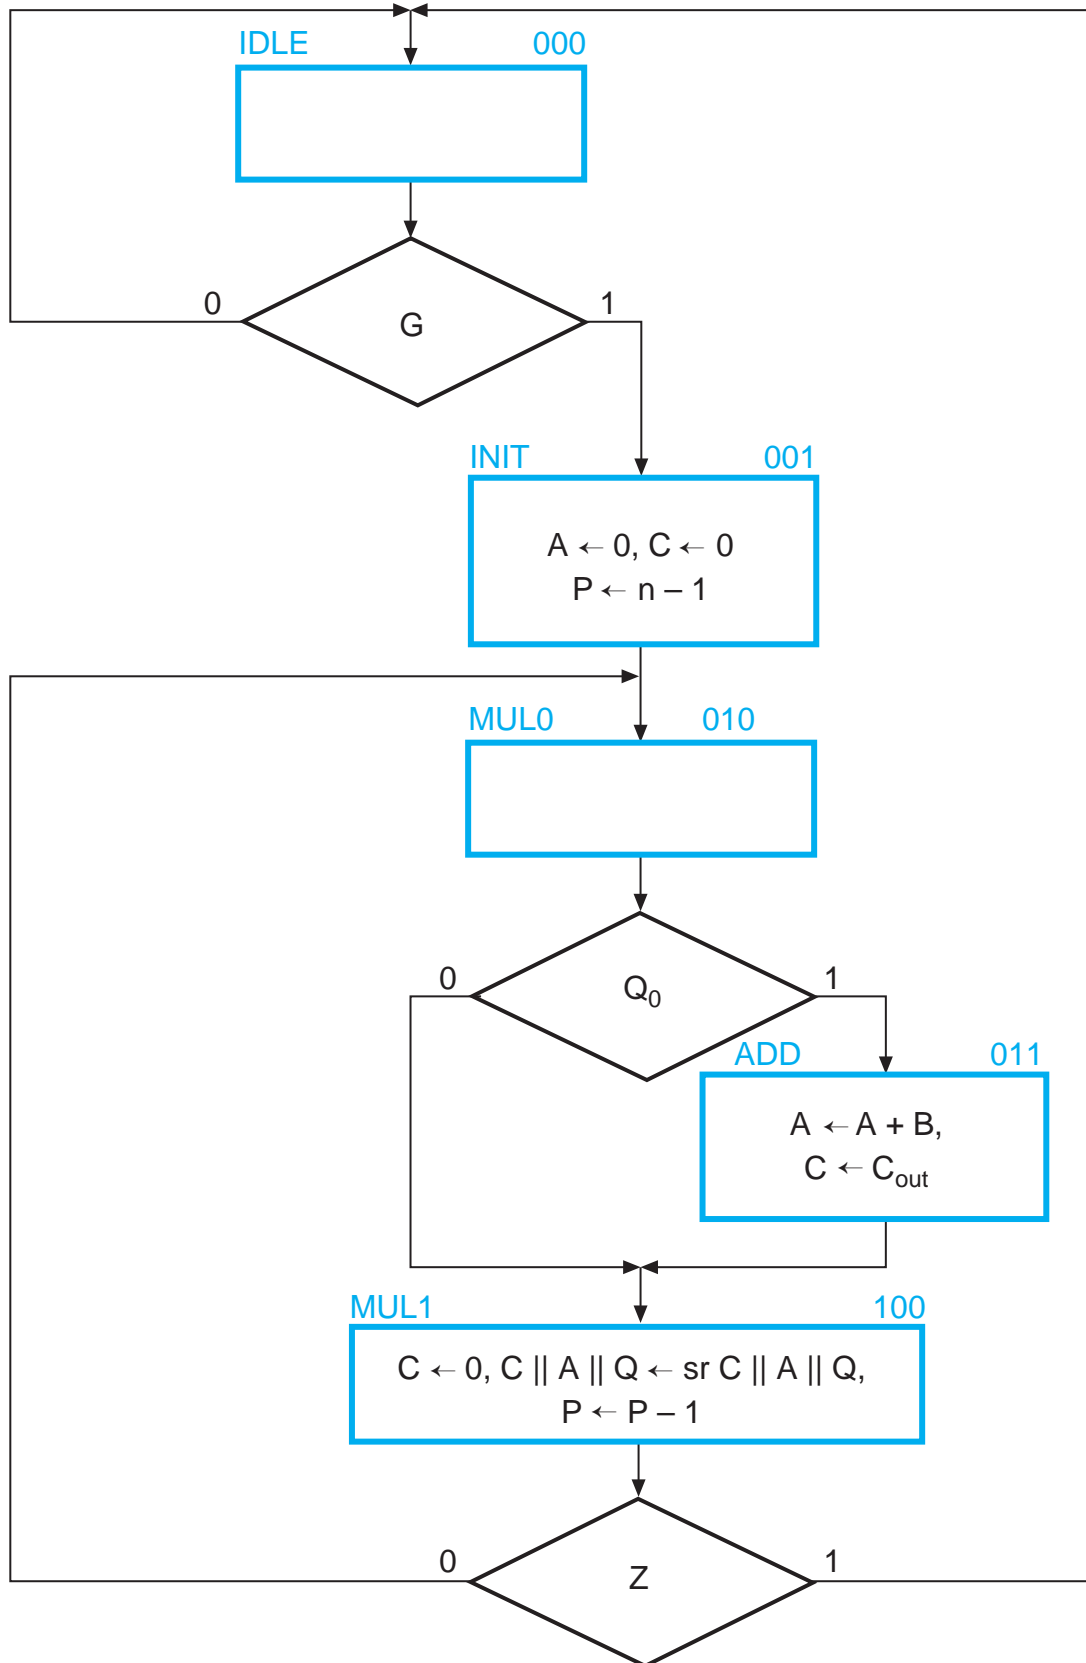 IDLE 000
0 1
G
INIT 001
A ← 0, C ← 0
P ← n – 1
MUL0 010
0 1
Q₀
ADD 011
A ← A + B,
C ← Cₒᵤₜ
MUL1 100
C ← 0, C || A || Q ← sr C || A || Q,
P ← P – 1
0 1
Z